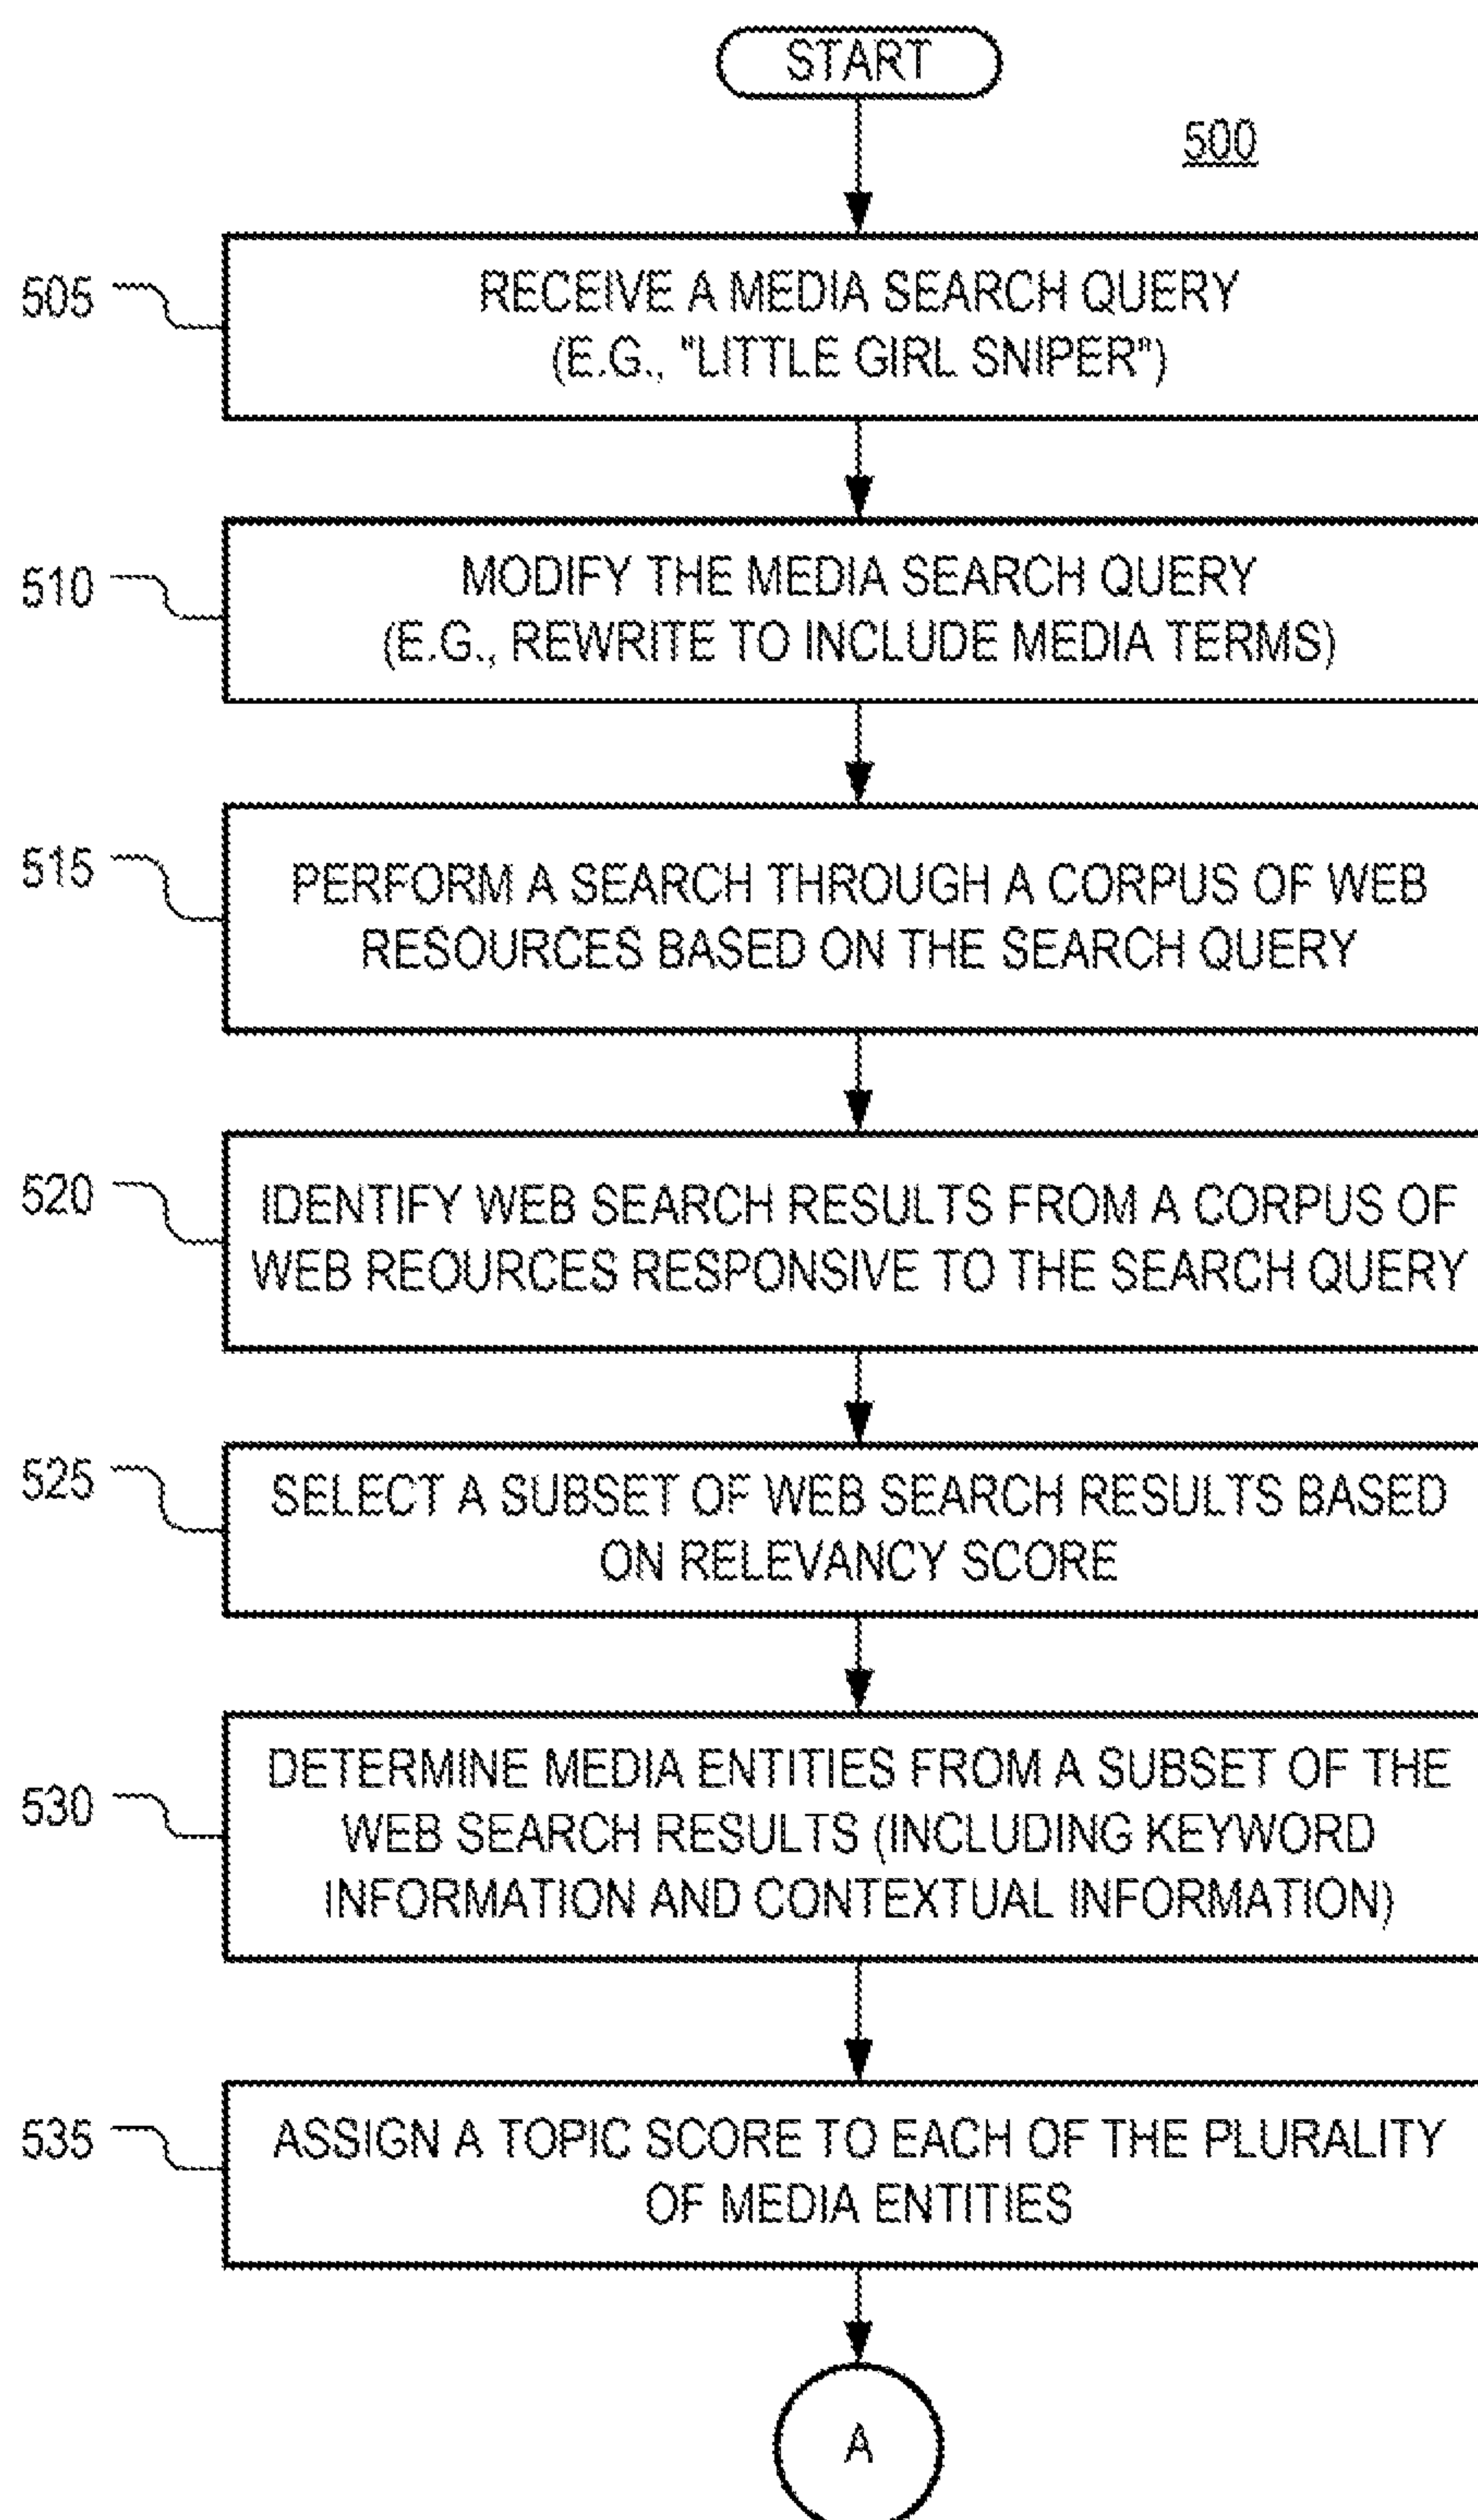 START
500
505
RECEIVE A MEDIA SEARCH QUERY
(E.G., "LITTLE GIRL SNIPER")
510
MODIFY THE MEDIA SEARCH QUERY
(E.G., REWRITE TO INCLUDE MEDIA TERMS)
515
PERFORM A SEARCH THROUGH A CORPUS OF WEB
RESOURCES BASED ON THE SEARCH QUERY
520
IDENTIFY WEB SEARCH RESULTS FROM A CORPUS OF
WEB REOURCES RESPONSIVE TO THE SEARCH QUERY
525
SELECT A SUBSET OF WEB SEARCH RESULTS BASED
ON RELEVANCY SCORE
530
DETERMINE MEDIA ENTITIES FROM A SUBSET OF THE
WEB SEARCH RESULTS (INCLUDING KEYWORD
INFORMATION AND CONTEXTUAL INFORMATION)
535
ASSIGN A TOPIC SCORE TO EACH OF THE PLURALITY
OF MEDIA ENTITIES
A